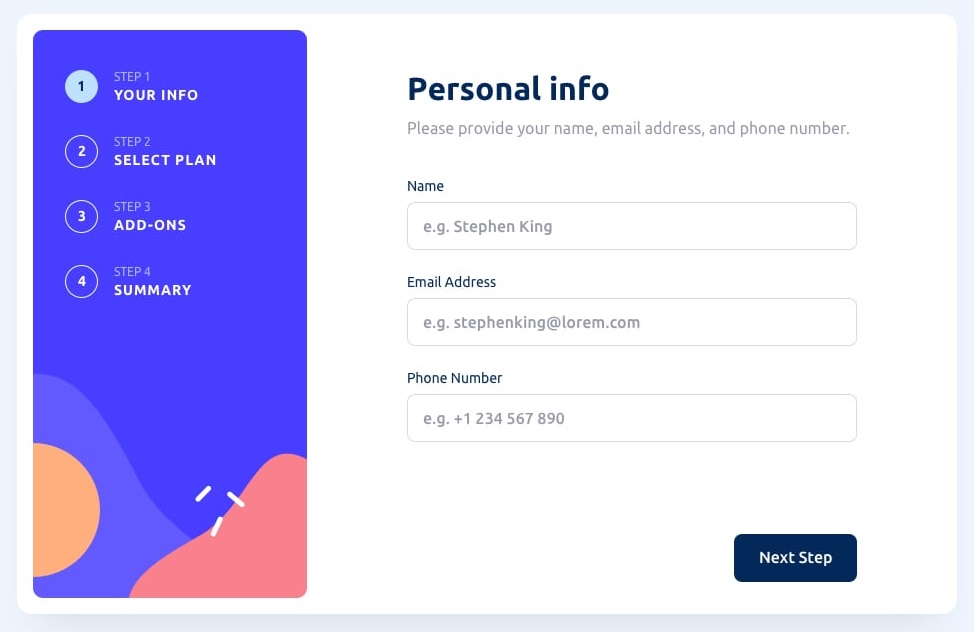 1
STEP 1
YOUR INFO
2
STEP 2
SELECT PLAN
3
STEP 3
ADD-ONS
4
STEP 4
SUMMARY
Personal info
Please provide your name, email address, and phone number.
Name
e.g. Stephen King
Email Address
e.g. stephenking@lorem.com
Phone Number
e.g. +1 234 567 890
Next Step